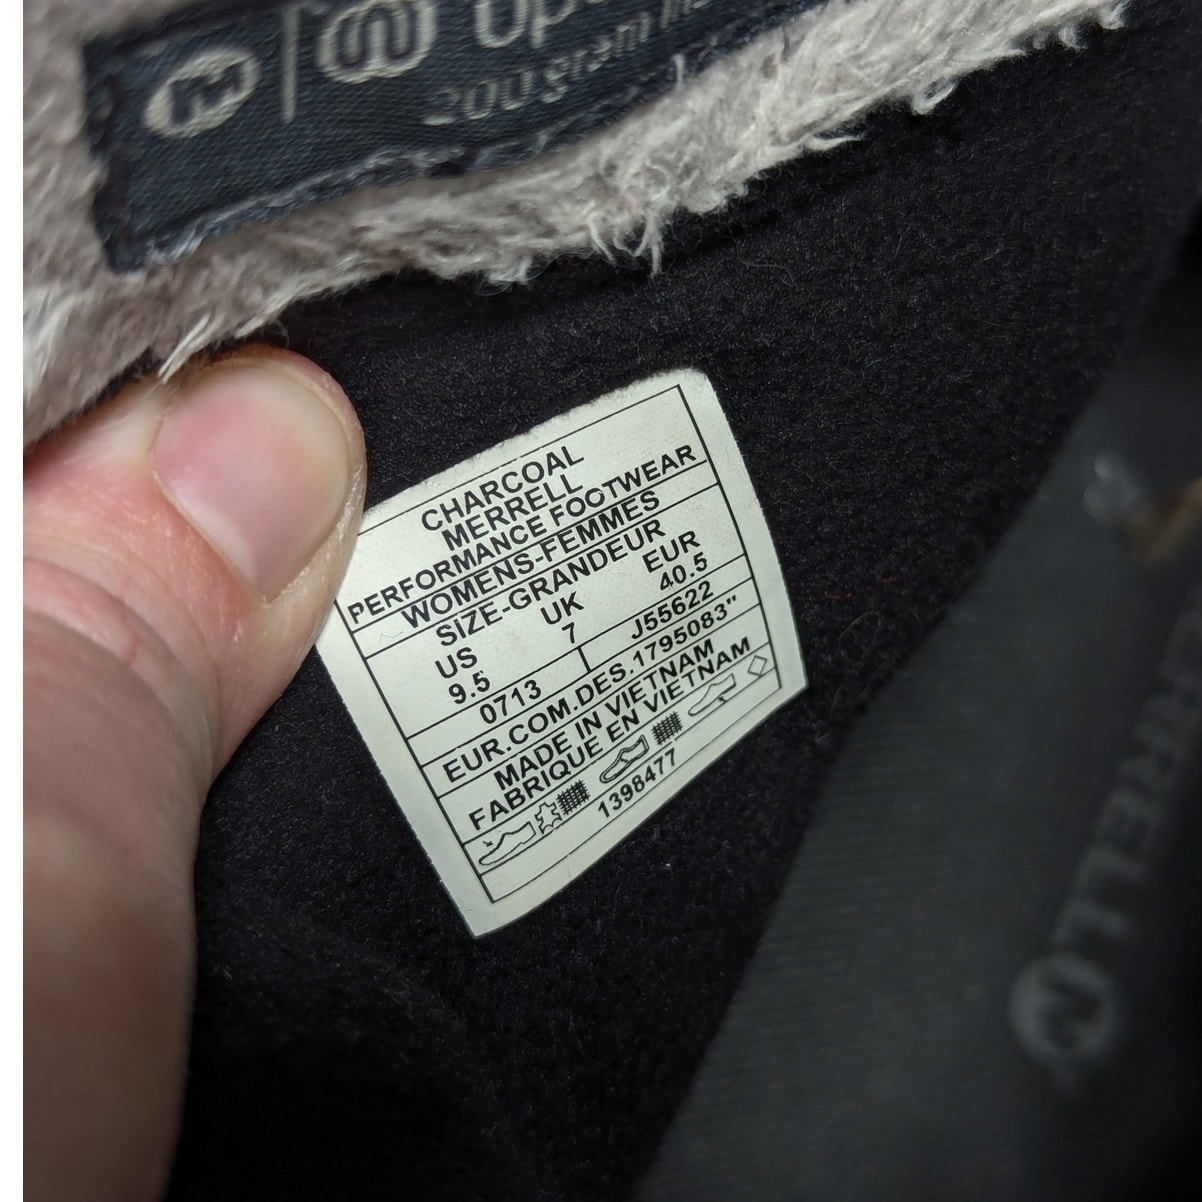 200 gram
CHARCOAL
MERRELL
PERFORMANCE FOOTWEAR
WOMENS-FEMMES
SIZE-GRANDEUR
US UK EUR
9.5 7 40.5
0713 J55622
EUR.COM.DES.1795083"
MADE IN VIETNAM
FABRIQUE EN VIETNAM
1398477